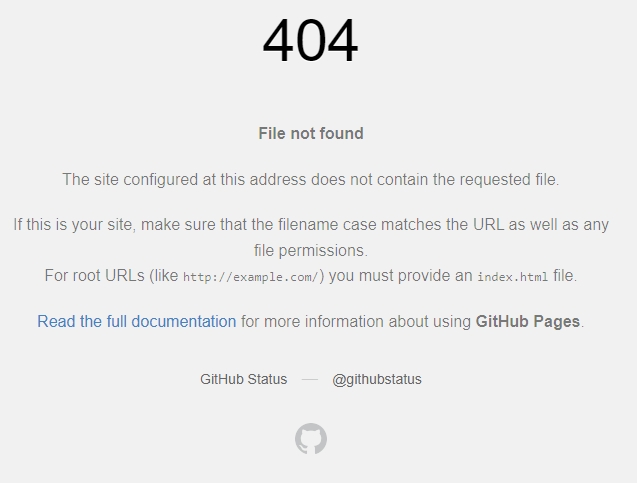 404
File not found
The site configured at this address does not contain the requested file.
If this is your site, make sure that the filename case matches the URL as well as any
file permissions.
For root URLs (like http://example.com/) you must provide an index.html file.
Read the full documentation for more information about using GitHub Pages.
GitHub Status — @githubstatus